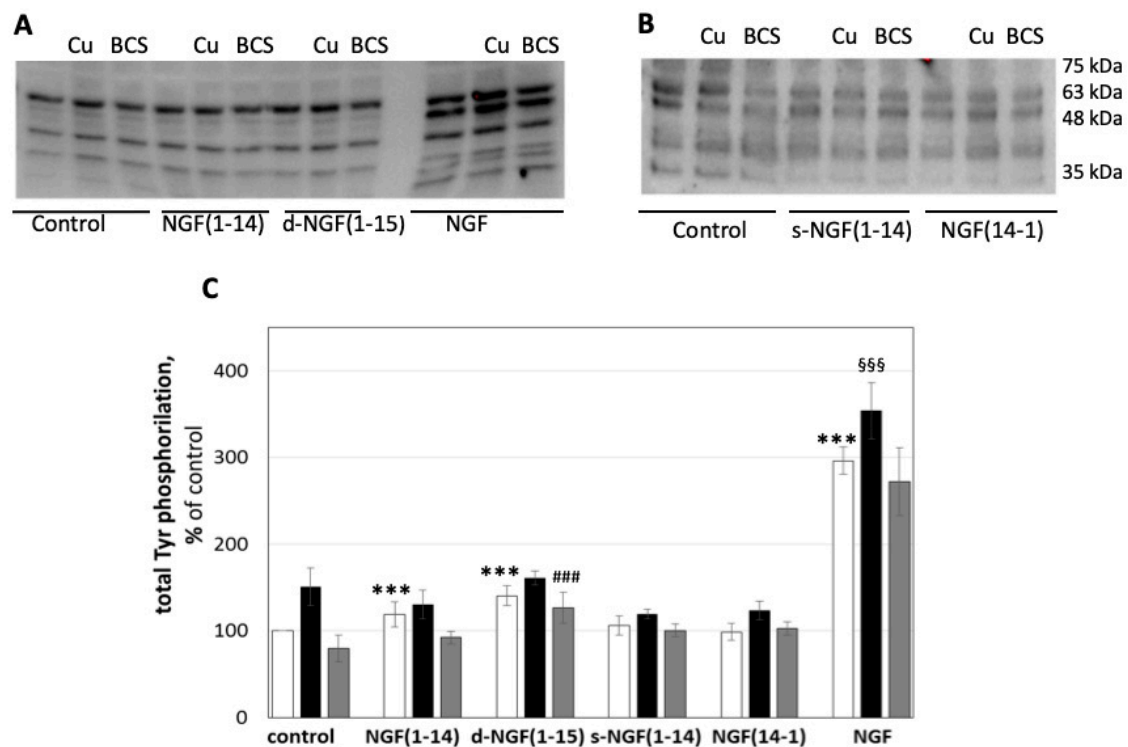 A
Cu BCS Cu BCS Cu BCS Cu BCS
Control NGF(1-14) d-NGF(1-15) NGF
B
Cu BCS Cu BCS Cu BCS
75 kDa
63 kDa
48 kDa
35 kDa
Control s-NGF(1-14) NGF(14-1)
C
total Tyr phosphorilation,
% of control
400
300
200
100
0
***
***
###
***
§§§
control NGF(1-14) d-NGF(1-15) s-NGF(1-14) NGF(14-1) NGF